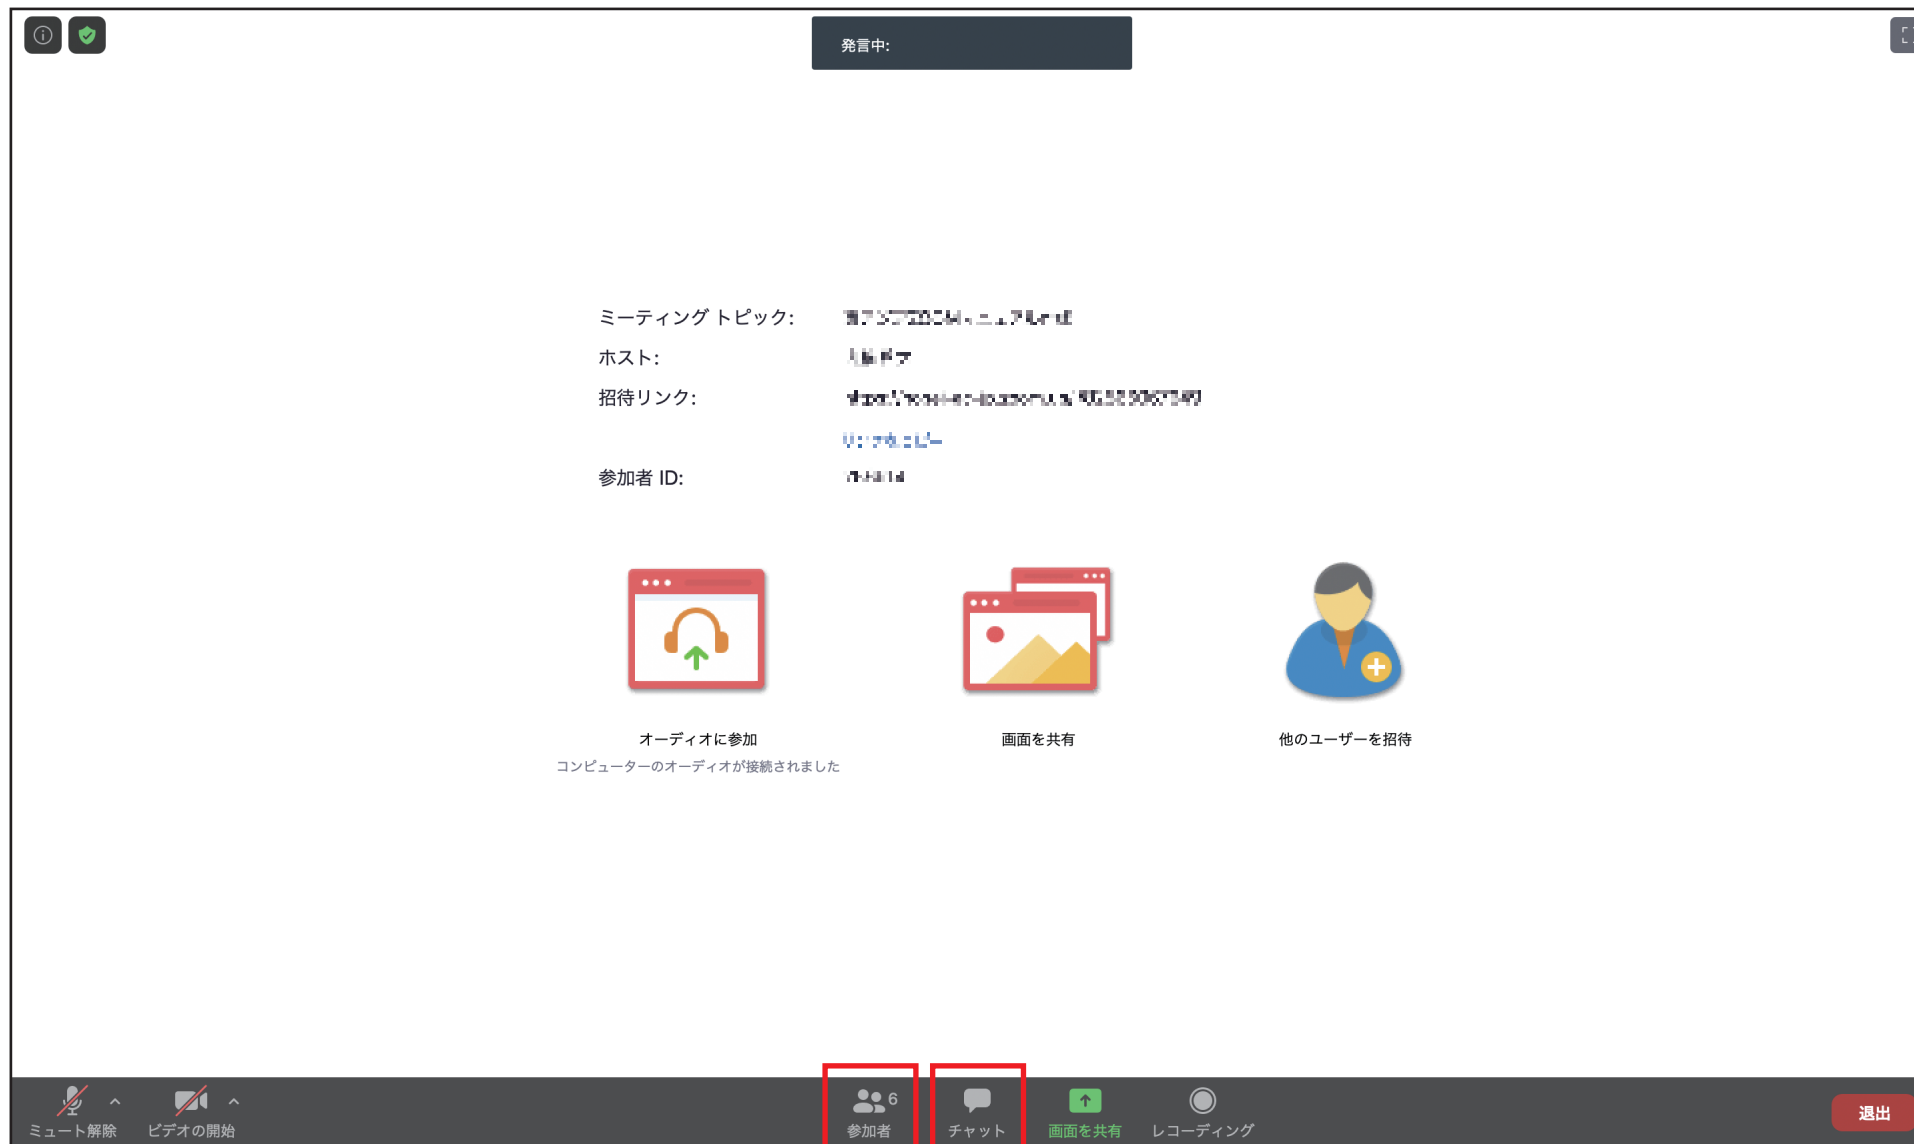 発言中:
ミーティング トピック:
ホスト:
招待リンク:
参加者 ID:
オーディオに参加
コンピューターのオーディオが接続されました
画面を共有
他のユーザーを招待
ミュート解除
ビデオの開始
6
参加者
チャット
画面を共有
レコーディング
退出